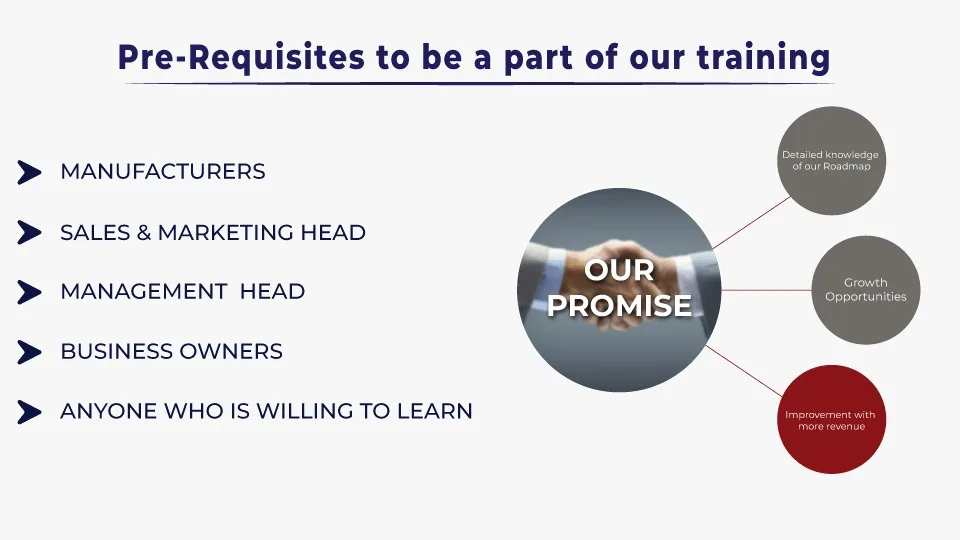 Pre-Requisites to be a part of our training
MANUFACTURERS
SALES & MARKETING HEAD
MANAGEMENT  HEAD
BUSINESS OWNERS
ANYONE WHO IS WILLING TO LEARN
OUR
PROMISE
Detailed knowledge
of our Roadmap
Growth
Opportunities
Improvement with
more revenue